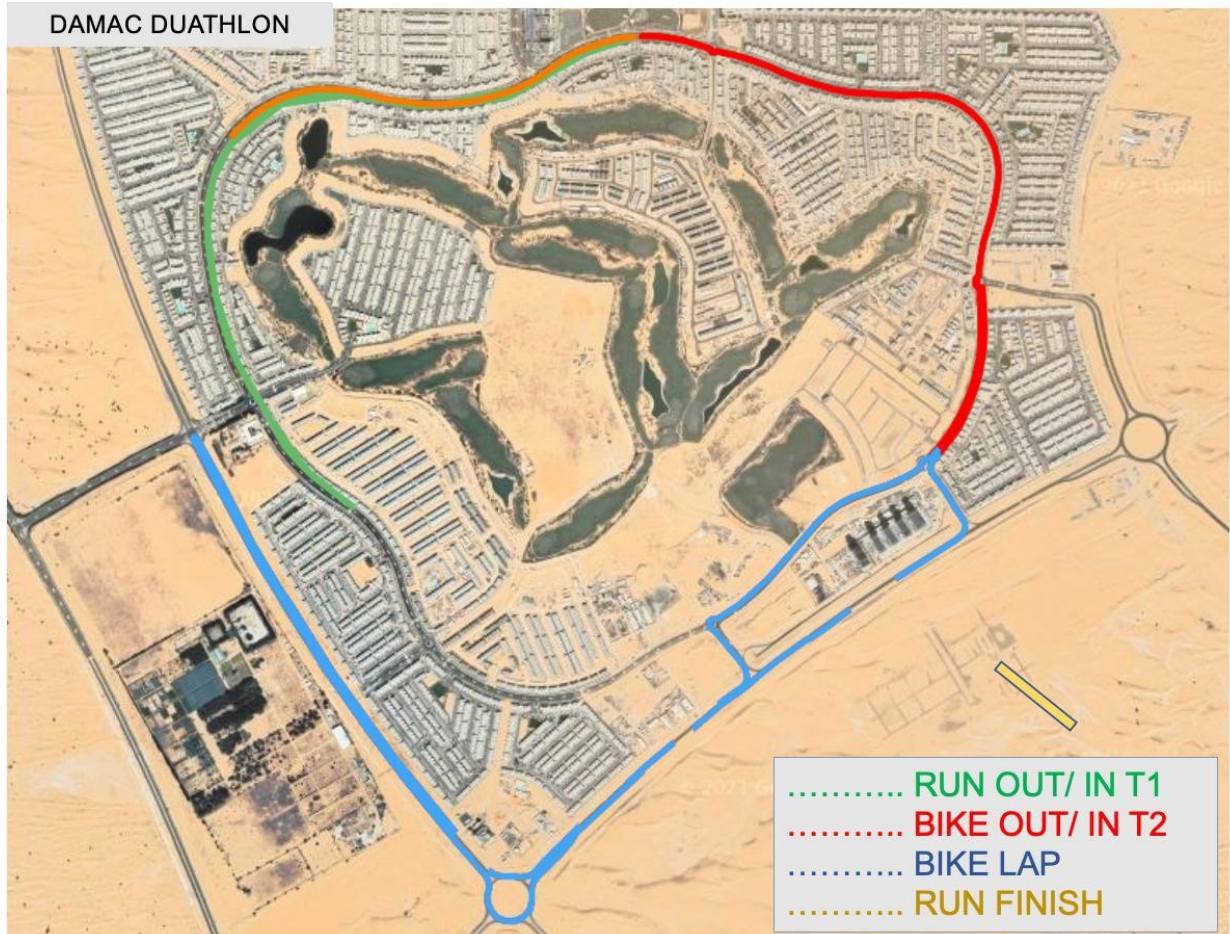 DAMAC DUATHLON
........... RUN OUT/ IN T1
........... BIKE OUT/ IN T2
........... BIKE LAP
........... RUN FINISH